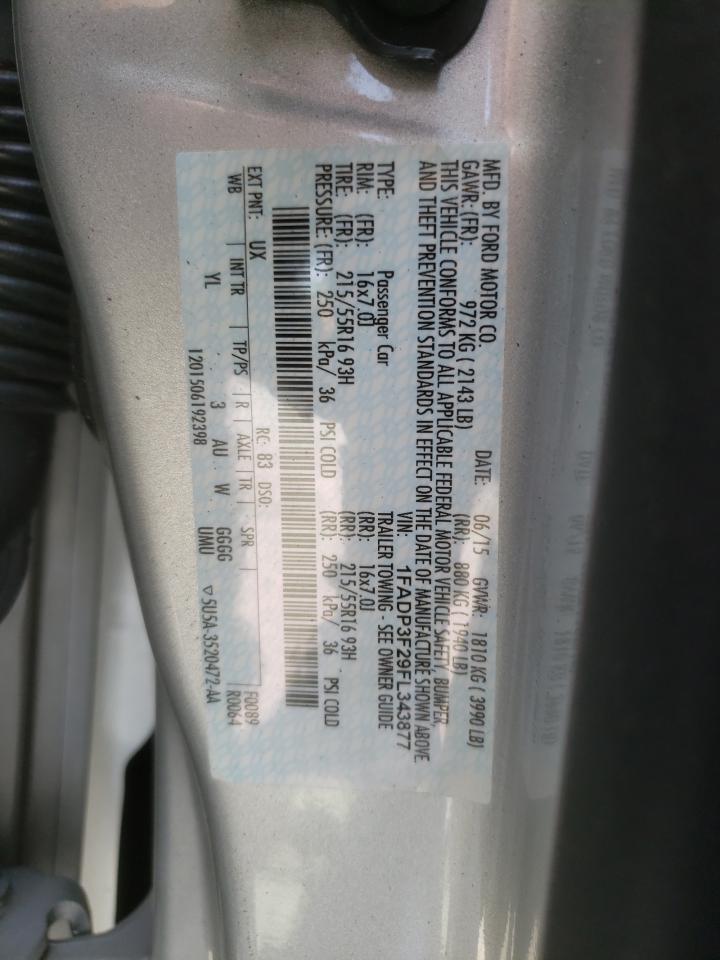 MFD. BY FORD MOTOR CO.
DATE: 06/15 GVWR: 1810 KG ( 3990 LB)
GAWR: (FR): 972 KG ( 2143 LB) (RR): 880 KG ( 1940 LB)
THIS VEHICLE CONFORMS TO ALL APPLICABLE FEDERAL MOTOR VEHICLE SAFETY, BUMPER,
AND THEFT PREVENTION STANDARDS IN EFFECT ON THE DATE OF MANUFACTURE SHOWN ABOVE.
VIN: 1FADP3F29FL343877
TYPE: Passenger Car TRAILER TOWING - SEE OWNER GUIDE
RIM: (FR): 16x7.0J (RR): 16x7.0J
TIRE: (FR): 215/55R16 93H (RR): 215/55R16 93H
PRESSURE: (FR): 250 kPa/ 36 PSI COLD (RR): 250 kPa/ 36 PSI COLD
EXT PNT: UX RC: 83 DSO: F0089
WB | INT TR | TP/PS | R | AXLE | TR | SPR | R0064
YL 3 AU W GGGG
UMU
1201506192398 ▽5U5A-3520472-AA